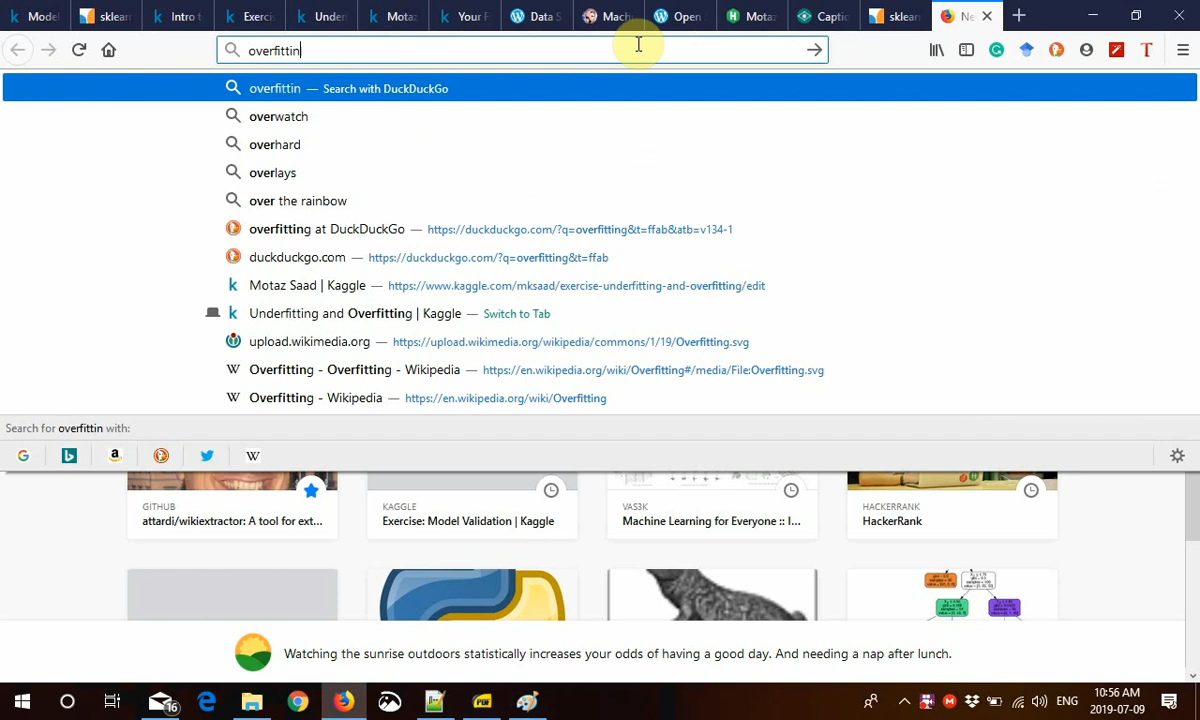 Model
sklear
Intro t
Exerci
Under
Motaz
Your F
Data S
Machi
Open
Motaz
Captio
sklear
Ne
overfittin
overfittin — Search with DuckDuckGo
overwatch
overhard
overlays
over the rainbow
overfitting at DuckDuckGo — https://duckduckgo.com/?q=overfitting&t=ffab&atb=v134-1
duckduckgo.com — https://duckduckgo.com/?q=overfitting&t=ffab
Motaz Saad | Kaggle — https://www.kaggle.com/mksaad/exercise-underfitting-and-overfitting/edit
Underfitting and Overfitting | Kaggle — Switch to Tab
upload.wikimedia.org — https://upload.wikimedia.org/wikipedia/commons/1/19/Overfitting.svg
Overfitting - Overfitting - Wikipedia — https://en.wikipedia.org/wiki/Overfitting#/media/File:Overfitting.svg
Overfitting - Wikipedia — https://en.wikipedia.org/wiki/Overfitting
Search for overfittin with:
GITHUB
attardi/wikiextractor: A tool for ext...
KAGGLE
Exercise: Model Validation | Kaggle
VAS3K
Machine Learning for Everyone :: I...
HACKERRANK
HackerRank
Watching the sunrise outdoors statistically increases your odds of having a good day. And needing a nap after lunch.
16
ENG
10:56 AM
2019-07-09